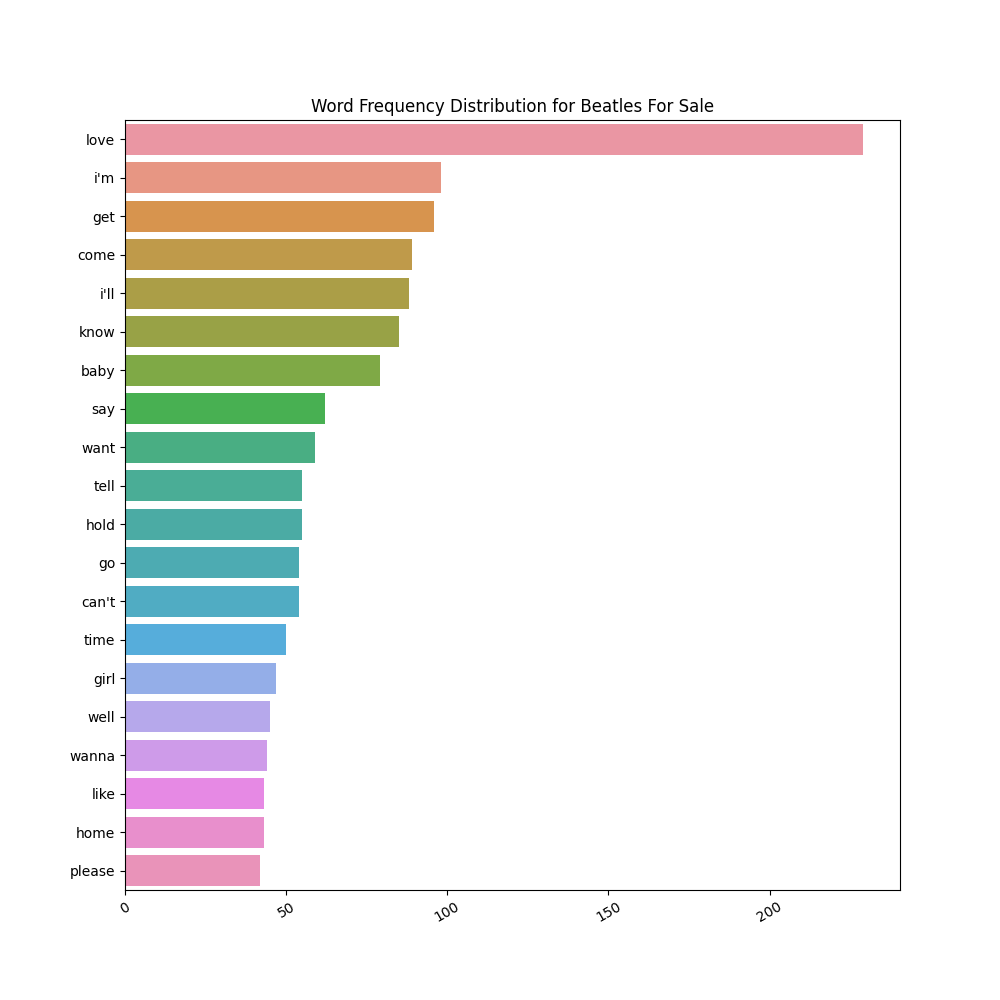 Word Frequency Distribution for Beatles For Sale
love
i'm
get
come
i'll
know
baby
say
want
tell
hold
go
can't
time
girl
well
wanna
like
home
please
0 50 100 150 200